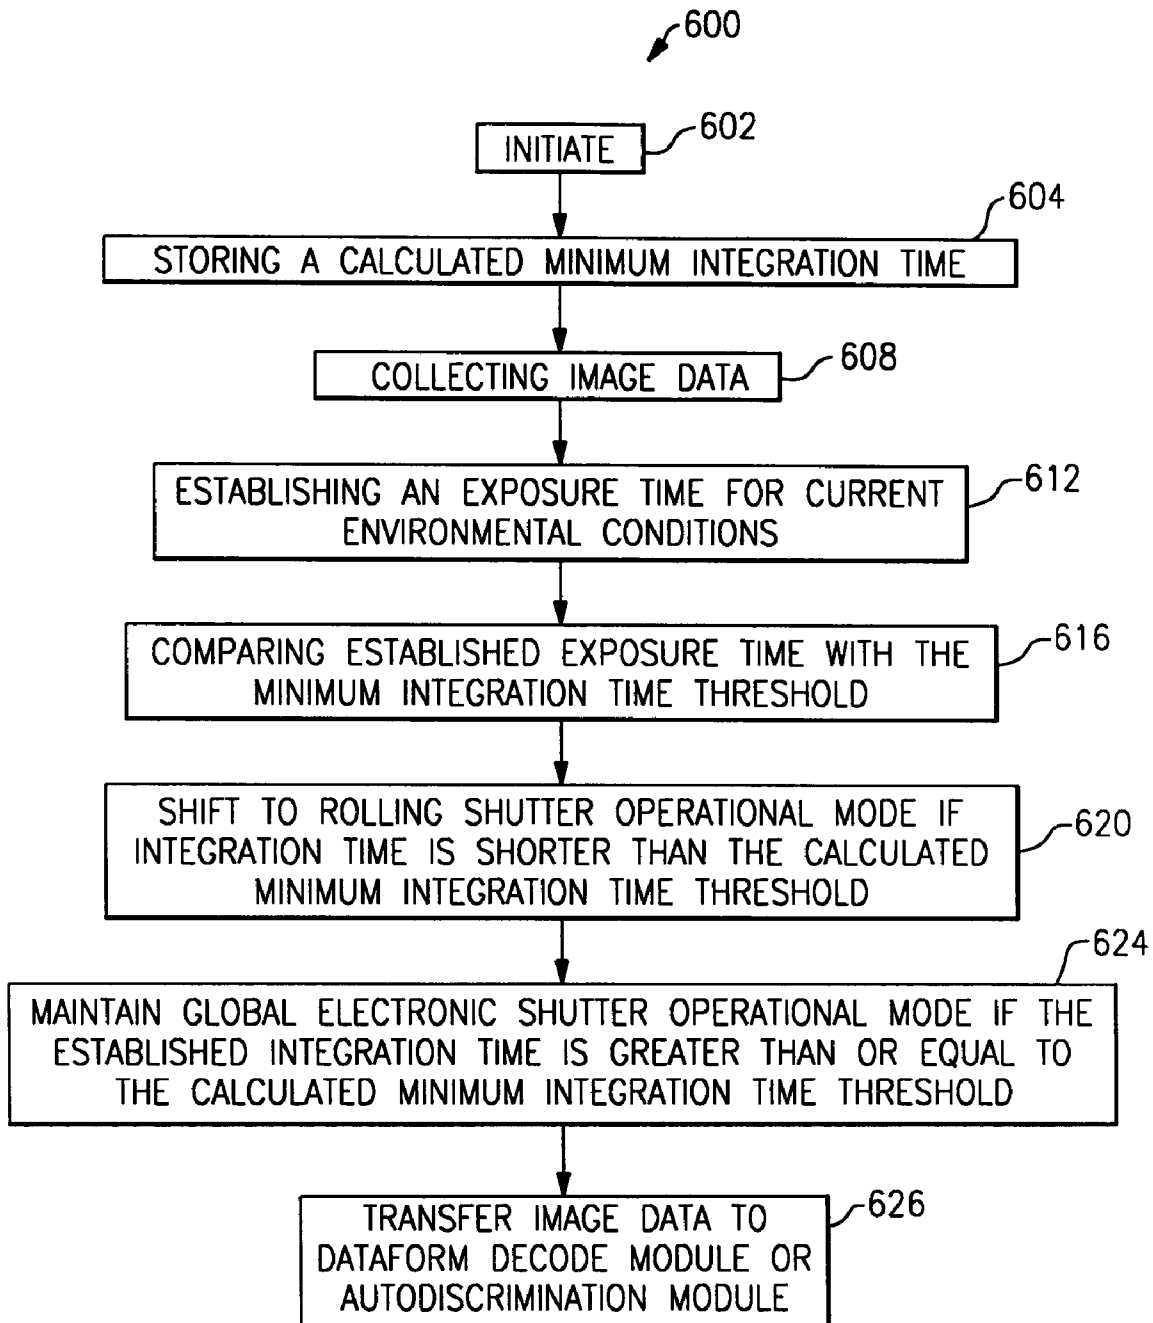 600
INITIATE
602
604
STORING A CALCULATED MINIMUM INTEGRATION TIME
COLLECTING IMAGE DATA
608
ESTABLISHING AN EXPOSURE TIME FOR CURRENT
ENVIRONMENTAL CONDITIONS
612
COMPARING ESTABLISHED EXPOSURE TIME WITH THE
MINIMUM INTEGRATION TIME THRESHOLD
616
SHIFT TO ROLLING SHUTTER OPERATIONAL MODE IF
INTEGRATION TIME IS SHORTER THAN THE CALCULATED
MINIMUM INTEGRATION TIME THRESHOLD
620
624
MAINTAIN GLOBAL ELECTRONIC SHUTTER OPERATIONAL MODE IF THE
ESTABLISHED INTEGRATION TIME IS GREATER THAN OR EQUAL TO
THE CALCULATED MINIMUM INTEGRATION TIME THRESHOLD
TRANSFER IMAGE DATA TO
DATAFORM DECODE MODULE OR
AUTODISCRIMINATION MODULE
626